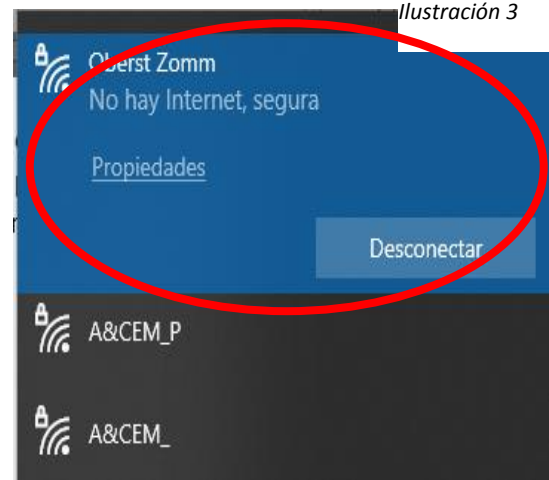 Ilustración 3
Oberst Zomm
No hay Internet, segura
Propiedades
Desconectar
A&CEM_P
A&CEM_